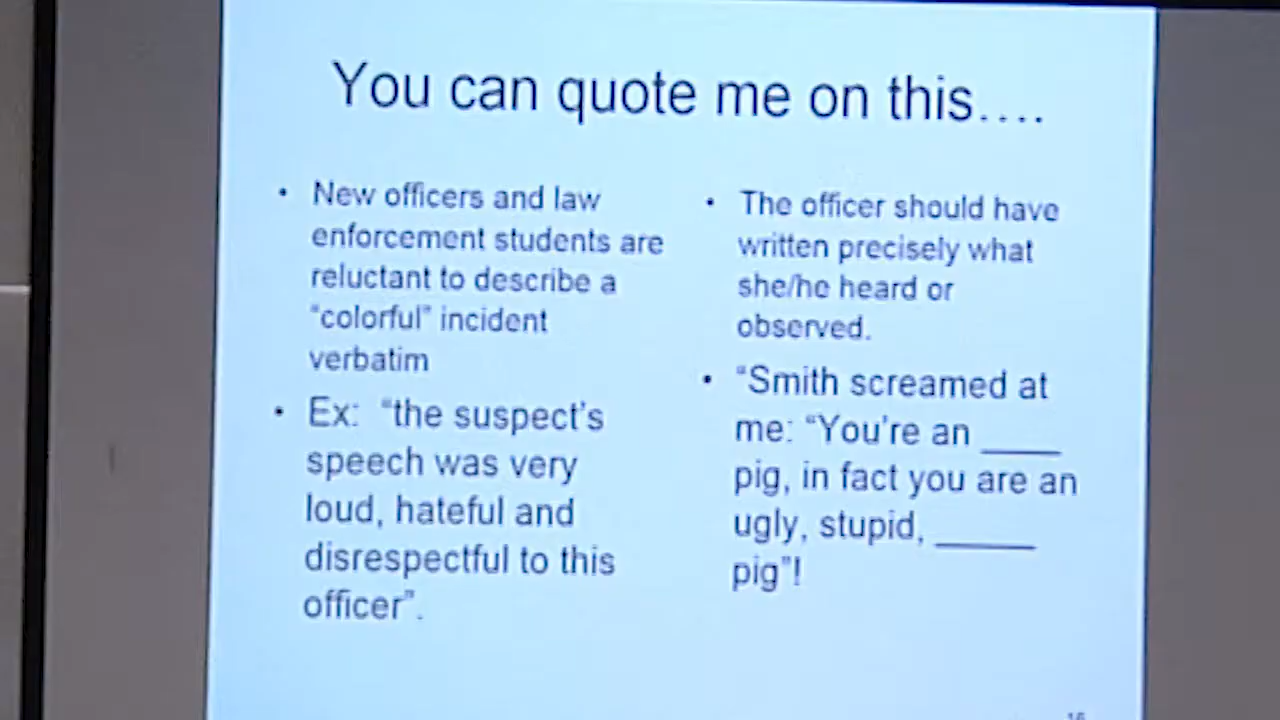 You can quote me on this....
• New officers and law
enforcement students are
reluctant to describe a
"colorful" incident
verbatim
• Ex: "the suspect's
speech was very
loud, hateful and
disrespectful to this
officer".
• The officer should have
written precisely what
she/he heard or
observed.
• "Smith screamed at
me: "You're an ____
pig, in fact you are an
ugly, stupid, _____
pig"!